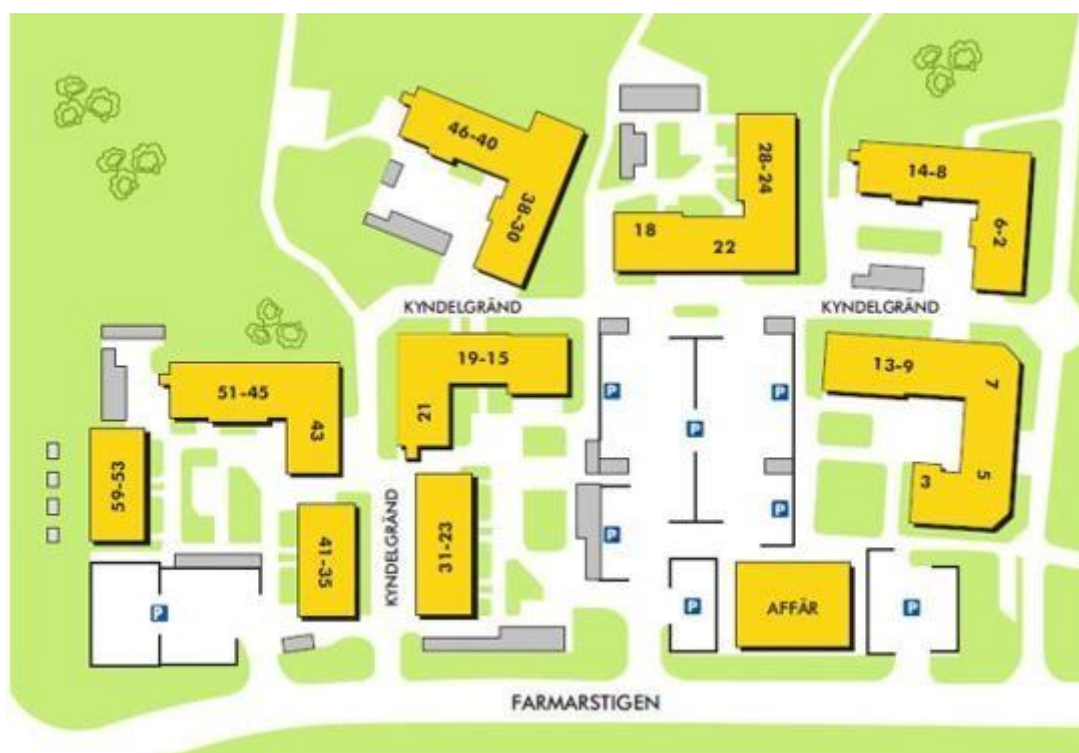 46-40
38-30
28-24
18
22
14-8
6-2
KYNDELGRÄND
KYNDELGRÄND
19-15
21
13-9
7
5
3
51-45
43
59-53
P
P
P
P
P
41-35
KYNDELGRÄND
31-23
P
P
AFFÄR
P
FARMARSTIGEN